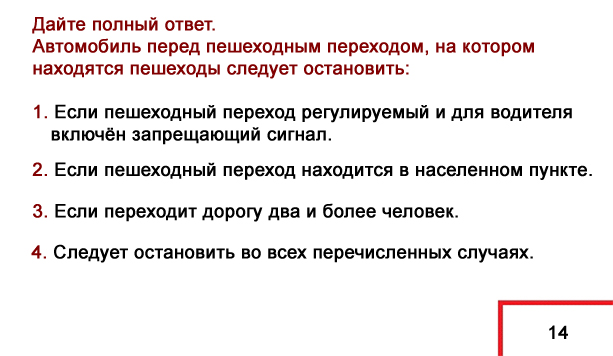 Дайте полный ответ.
Автомобиль перед пешеходным переходом, на котором
находятся пешеходы следует остановить:
1. Если пешеходный переход регулируемый и для водителя
включён запрещающий сигнал.
2. Если пешеходный переход находится в населенном пункте.
3. Если переходит дорогу два и более человек.
4. Следует остановить во всех перечисленных случаях.
14